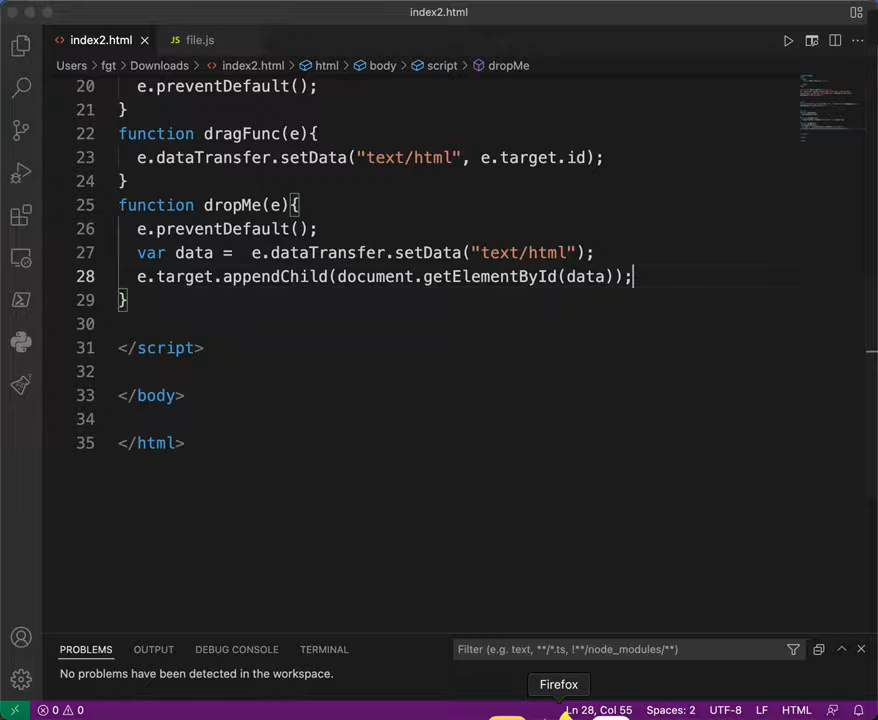 index2.html
index2.html
JS file.js
Users > fgt > Downloads > index2.html > html > body > script > dropMe
20 e.preventDefault();
21 }
22 function dragFunc(e){
23 e.dataTransfer.setData("text/html", e.target.id);
24 }
25 function dropMe(e){
26 e.preventDefault();
27 var data =  e.dataTransfer.setData("text/html");
28 e.target.appendChild(document.getElementById(data));
29 }
30
31 </script>
32
33 </body>
34
35 </html>
PROBLEMS OUTPUT DEBUG CONSOLE TERMINAL Filter (e.g. text, **/*.ts, !**/node_modules/**)
No problems have been detected in the workspace.
Firefox
0 0 Ln 28, Col 55 Spaces: 2 UTF-8 LF HTML